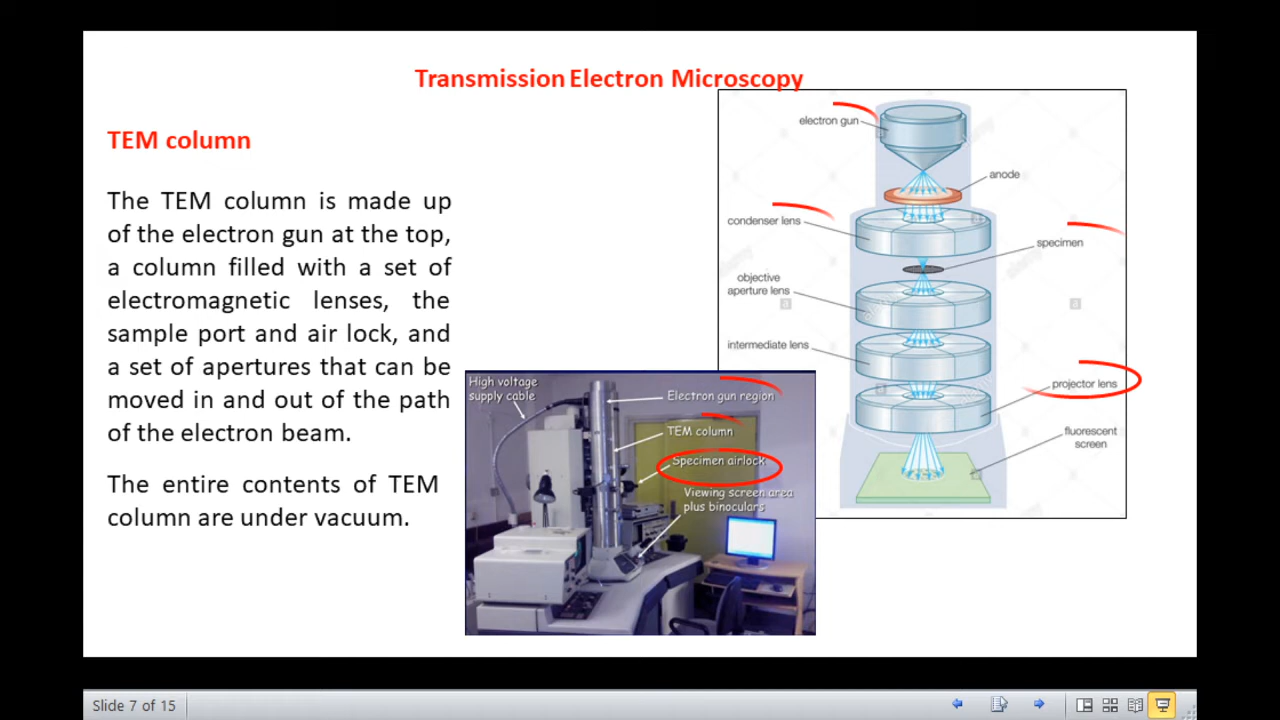 Transmission Electron Microscopy
TEM column
The TEM column is made up
of the electron gun at the top,
a column filled with a set of
electromagnetic lenses, the
sample port and air lock, and
a set of apertures that can be
moved in and out of the path
of the electron beam.
The entire contents of TEM
column are under vacuum.
electron gun
anode
condenser lens
specimen
objective
aperture lens
intermediate lens
projector lens
fluorescent
screen
High voltage
supply cable
Electron gun region
TEM column
Specimen airlock
Viewing screen area
plus binoculars
Slide 7 of 15